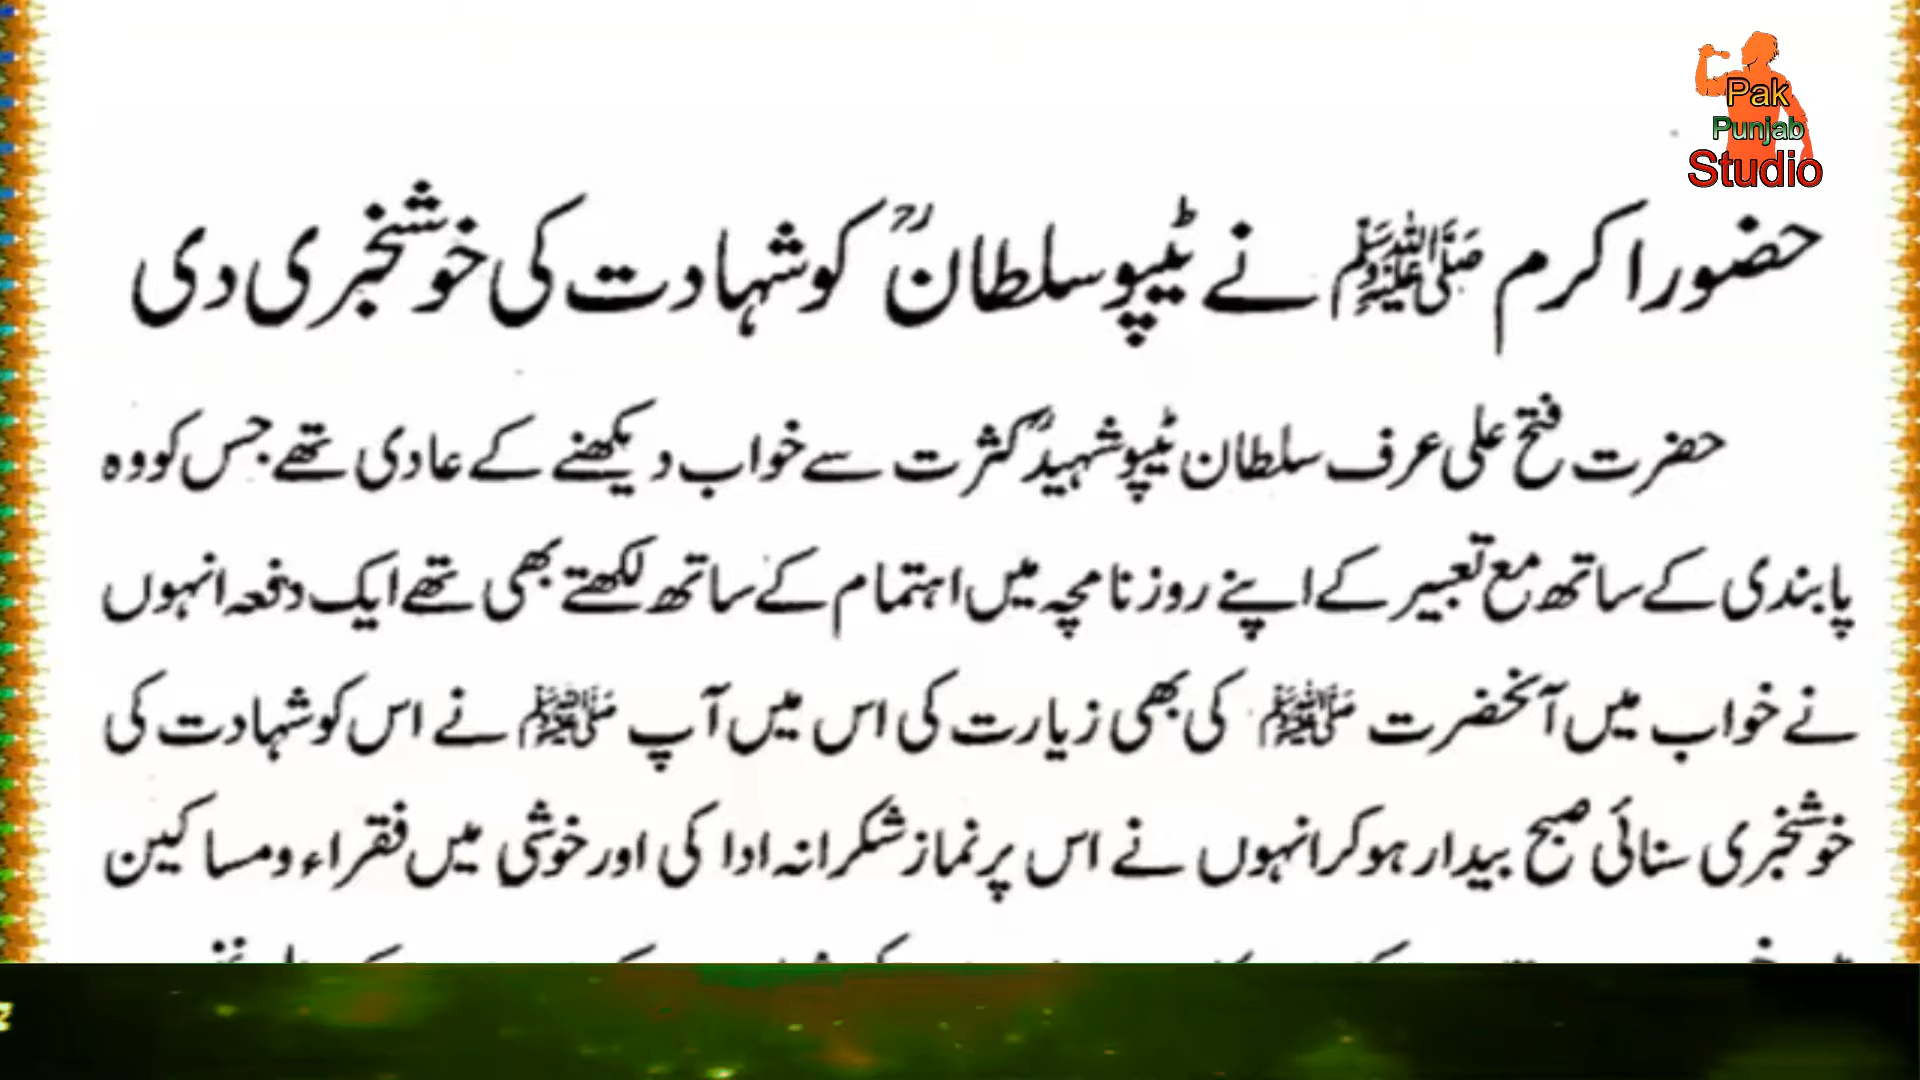 Pak
Punjab
Studio
حضور اکرم ﷺ نے ٹیپو سلطانؒ کو شہادت کی خوشخبری دی
حضرت فتح علی عرف سلطان ٹیپو شہیدؒ کثرت سے خواب دیکھنے کے عادی تھے جس کو وہ
پابندی کے ساتھ مع تعبیر کے اپنے روزنامچہ میں اہتمام کے ساتھ لکھتے بھی تھے ایک دفعہ انہوں
نے خواب میں آنحضرت ﷺ کی بھی زیارت کی اس میں آپ ﷺ نے اس کو شہادت کی
خوشخبری سنائی صبح بیدار ہو کر انہوں نے اس پر نماز شکرانہ ادا کی اور خوشی میں فقراء و مساکین